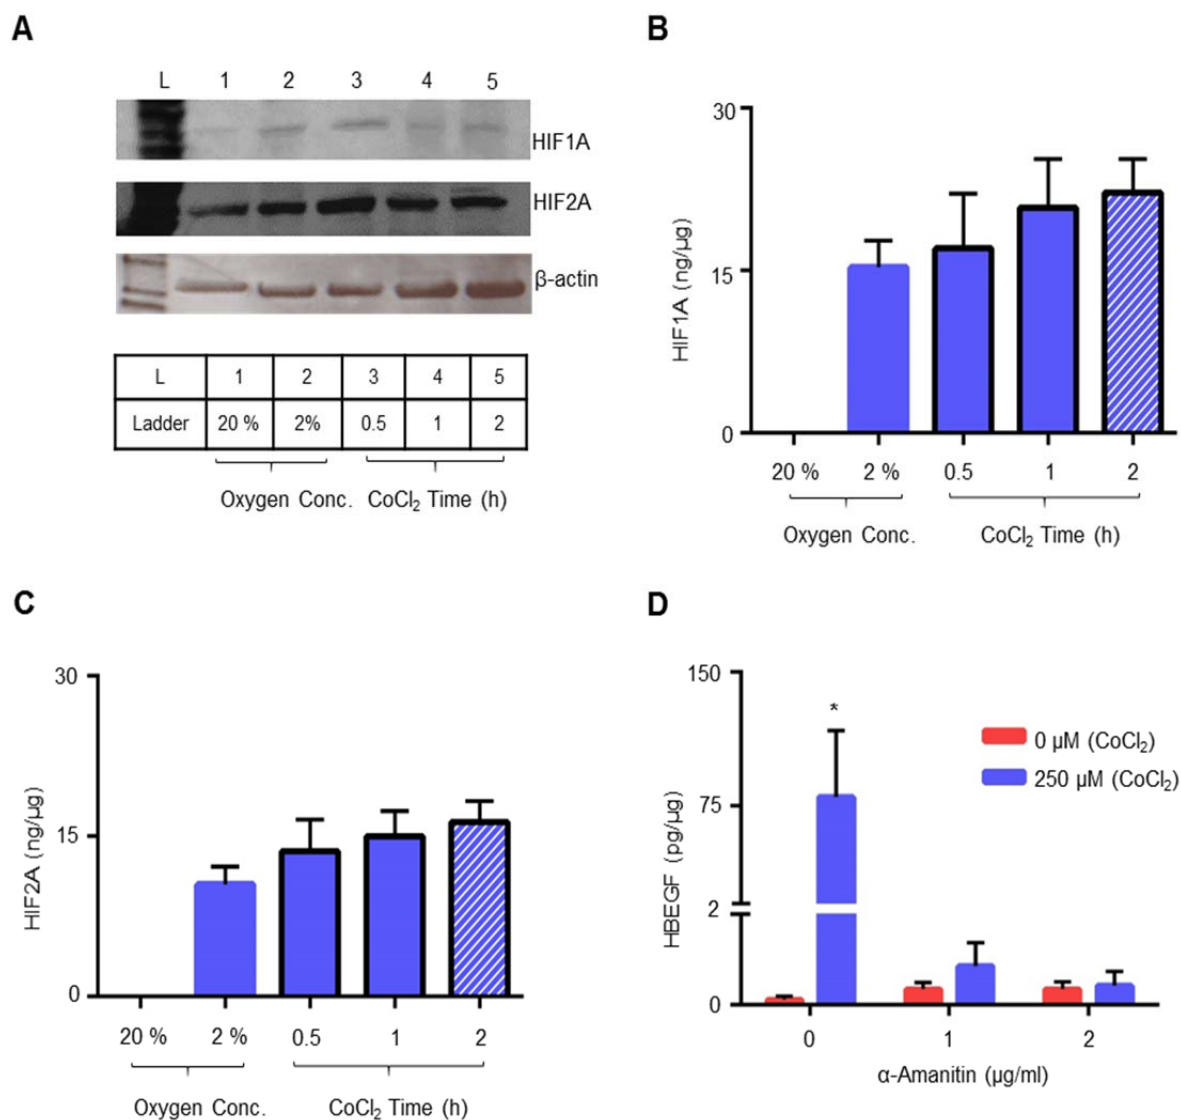 A
L 1 2 3 4 5
HIF1A
HIF2A
β-actin
L 1 2 3 4 5
Ladder 20 % 2% 0.5 1 2
Oxygen Conc. CoCl₂ Time (h)
B
30
15
0
HIF1A (ng/µg)
20 % 2 % 0.5 1 2
Oxygen Conc. CoCl₂ Time (h)
C
30
15
0
HIF2A (ng/µg)
20 % 2 % 0.5 1 2
Oxygen Conc. CoCl₂ Time (h)
D
150
75
2
0
HBEGF (pg/µg)
*
0 µM (CoCl₂)
250 µM (CoCl₂)
0 1 2
α-Amanitin (µg/ml)